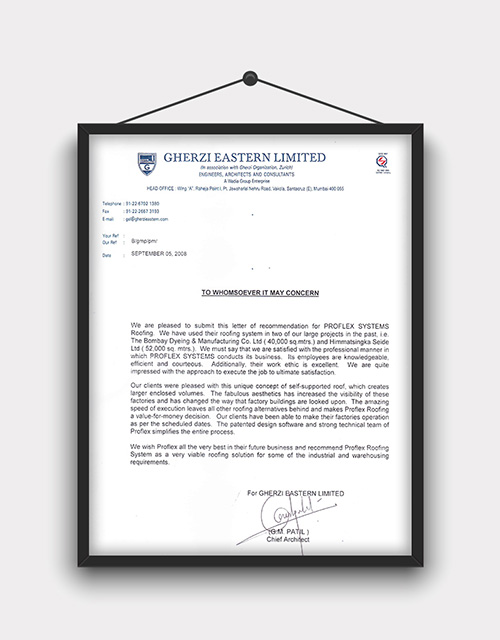 GHERZI EASTERN LIMITED
(In association with Gherzi Organization, Zurich)
ENGINEERS, ARCHITECTS AND CONSULTANTS
A Media Group Enterprise
HEAD OFFICE : Wing "A", Raheja Point I, Pt. Jawaharlal Nehru Road, Vakola, Santacruz (E), Mumbai 400 055
Telephone : 91-22-6702 1360
Fax : 91-22-2667 3183
E-mail :
Your Ref :
Our Ref : B/gmp/pm/
Date : SEPTEMBER 05, 2008
TO WHOMSOEVER IT MAY CONCERN
We are pleased to submit this letter of recommendation for PROFLEX SYSTEMS
Roofing. We have used their roofing system in two of our large projects in the past, i.e.
The Bombay Dyeing & Manufacturing Co. Ltd ( 40,000 sq.mtrs.) and Himmatsingka Seide
Ltd ( 52,000 sq. mtrs.). We must say that we are satisfied with the professional manner in
which PROFLEX SYSTEMS conducts its business. Its employees are knowledgeable,
efficient and courteous. Additionally, their work ethic is excellent. We are quite
impressed with the approach to execute the job to ultimate satisfaction.
Our clients were pleased with this unique concept of self-supported roof, which creates
larger enclosed volumes. The fabulous aesthetics has increased the visibility of these
factories and has changed the way that factory buildings are looked upon. The amazing
speed of execution leaves all other roofing alternatives behind and makes Proflex Roofing
a value-for-money decision. Our clients have been able to make their factories operation
as per the scheduled dates. The patented design software and strong technical team of
Proflex simplifies the entire process.
We wish Proflex all the very best in their future business and recommend Proflex Roofing
System as a very viable roofing solution for some of the industrial and warehousing
requirements.
For GHERZI EASTERN LIMITED
(G.M. PATIL )
Chief Architect